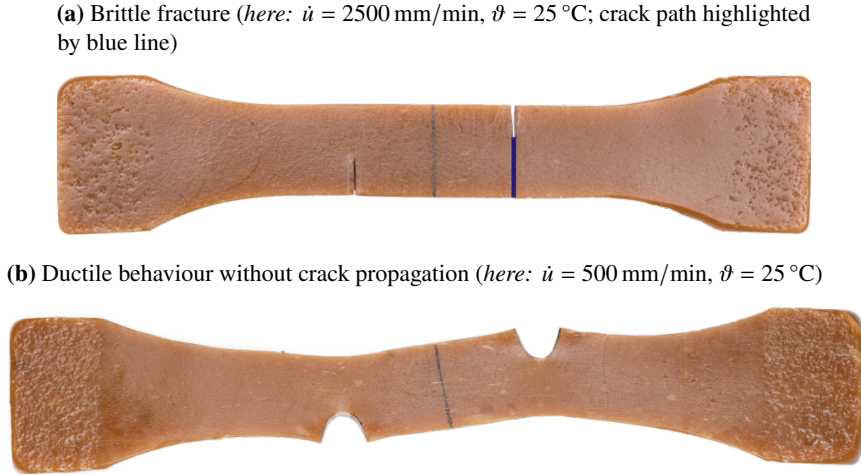 (a) Brittle fracture (here: u̇ = 2500 mm/min, ϑ = 25 °C; crack path highlighted
by blue line)
(b) Ductile behaviour without crack propagation (here: u̇ = 500 mm/min, ϑ = 25 °C)